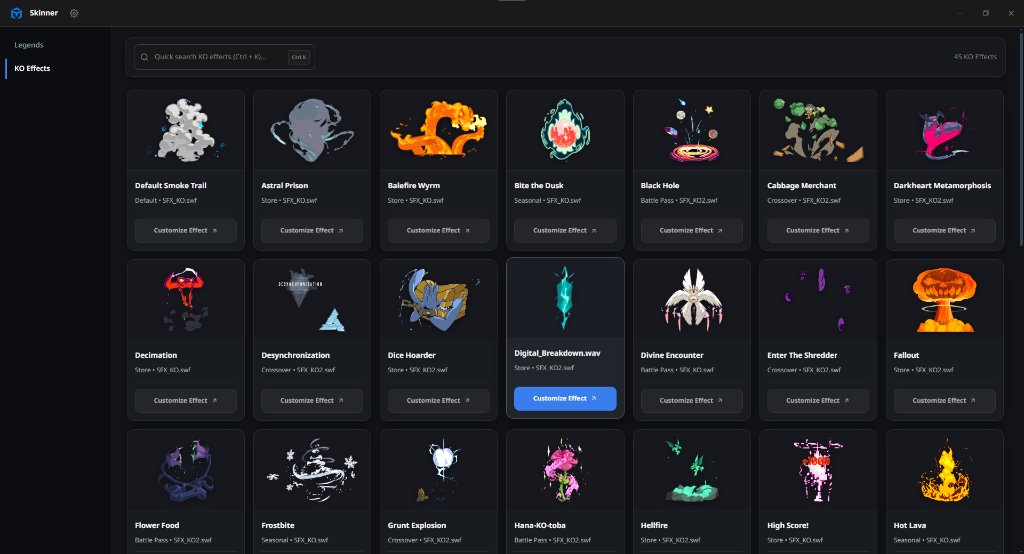 Skinner
Legends
KO Effects
Quick search KO effects (Ctrl + K)...
Ctrl K
45 KO Effects
Default Smoke Trail
Default • SFX_KO.swf
Customize Effect
Astral Prison
Store • SFX_KO.swf
Customize Effect
Balefire Wyrm
Store • SFX_KO.swf
Customize Effect
Bite the Dusk
Seasonal • SFX_KO.swf
Customize Effect
Black Hole
Battle Pass • SFX_KO2.swf
Customize Effect
Cabbage Merchant
Crossover • SFX_KO2.swf
Customize Effect
Darkheart Metamorphosis
Store • SFX_KO2.swf
Customize Effect
Decimation
Store • SFX_KO.swf
Customize Effect
DESYNCHRONIZATION
Desynchronization
Crossover • SFX_KO2.swf
Customize Effect
Dice Hoarder
Store • SFX_KO2.swf
Customize Effect
Digital_Breakdown.wav
Store • SFX_KO2.swf
Customize Effect
Divine Encounter
Battle Pass • SFX_KO2.swf
Customize Effect
Enter The Shredder
Crossover • SFX_KO2.swf
Customize Effect
Fallout
Store • SFX_KO2.swf
Customize Effect
Flower Food
Battle Pass • SFX_KO2.swf
Frostbite
Seasonal • SFX_KO2.swf
Grunt Explosion
Crossover • SFX_KO2.swf
Hana-KO-toba
Battle Pass • SFX_KO2.swf
Hellfire
Store • SFX_KO.swf
High Score!
Store • SFX_KO.swf
Hot Lava
Seasonal • SFX_KO.swf